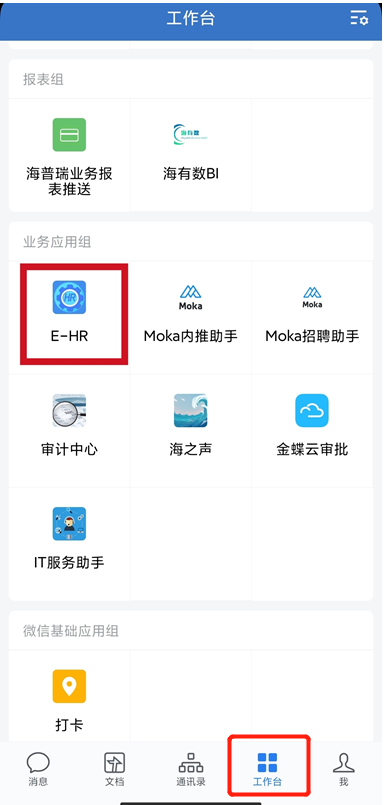 工作台
报表组
海有数
海普瑞业务报
表推送
海有数BI
业务应用组
HR
Moka
Moka
E-HR
Moka内推助手
Moka招聘助手
审计中心
海之声
金蝶云审批
IT服务助手
微信基础应用组
打卡
消息
文档
通讯录
工作台
我